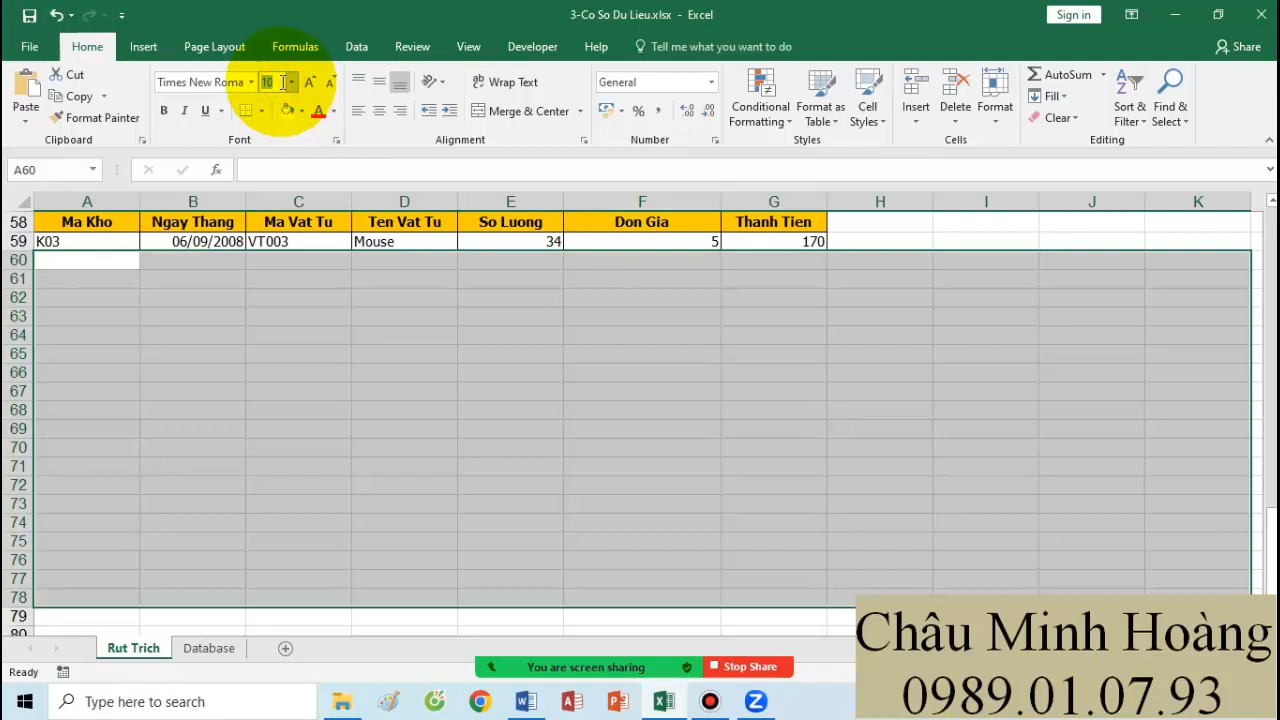 3-Co So Du Lieu.xlsx - Excel
Sign in
File Home Insert Page Layout Formulas Data Review View Developer Help Tell me what you want to do Share
Paste Cut Copy Format Painter Clipboard
Times New Roma 10 A A B I U A Font
ab Wrap Text Merge & Center Alignment
General % Number
Conditional Formatting Format as Table Cell Styles Styles
Insert Delete Format Cells
AutoSum Fill Clear Sort & Filter Find & Select Editing
A60 fx
A B C D E F G H I J K
58 Ma Kho Ngay Thang Ma Vat Tu Ten Vat Tu So Luong Don Gia Thanh Tien
59 K03 06/09/2008 VT003 Mouse 34 5 170
60
61
62
63
64
65
66
67
68
69
70
71
72
73
74
75
76
77
78
79
80
Rut Trich Database
Ready
You are screen sharing Stop Share
Type here to search
Châu Minh Hoàng
0989.01.07.93